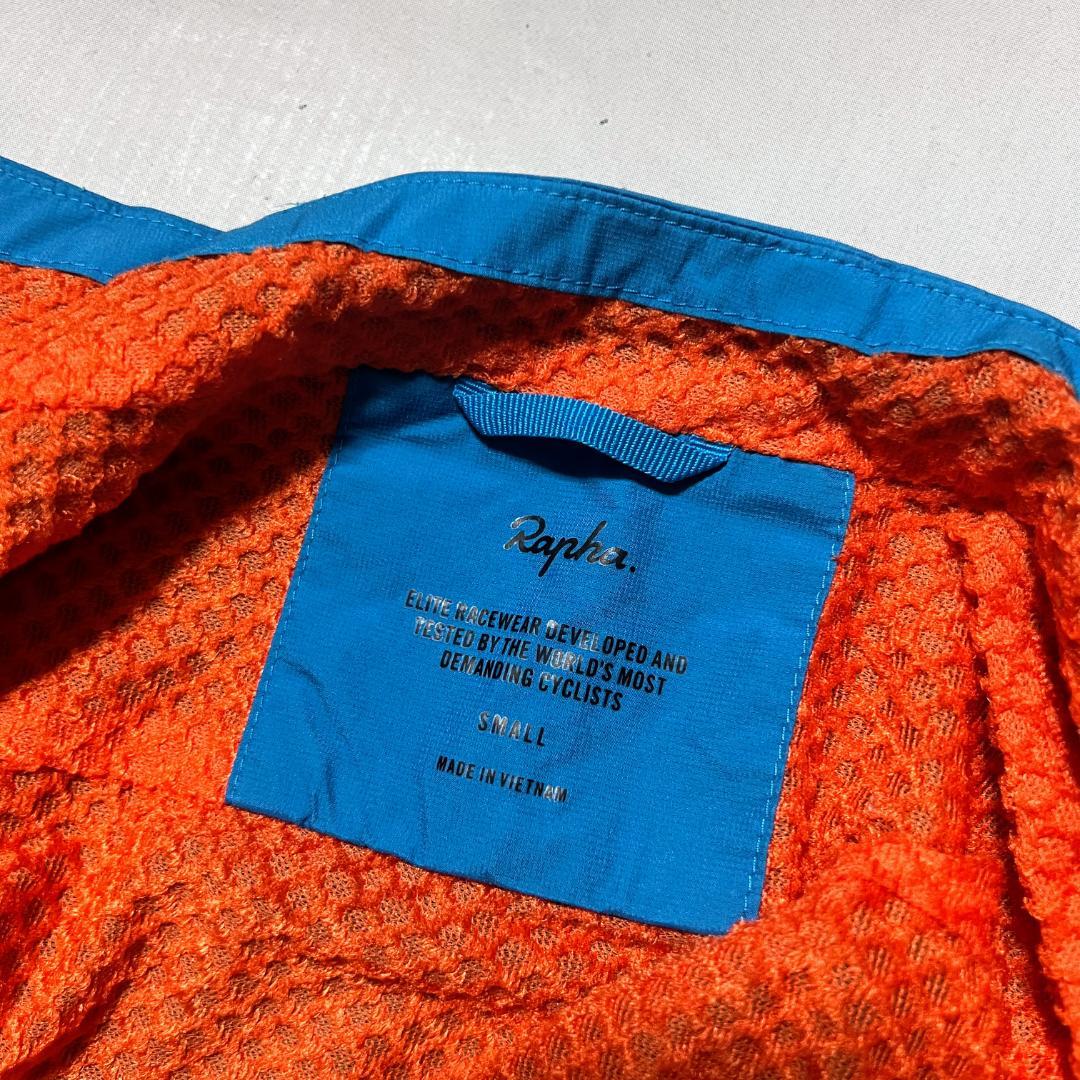 Rapha.
ELITE RACEWEAR DEVELOPED AND
TESTED BY THE WORLD'S MOST
DEMANDING CYCLISTS
SMALL
MADE IN VIETNAM